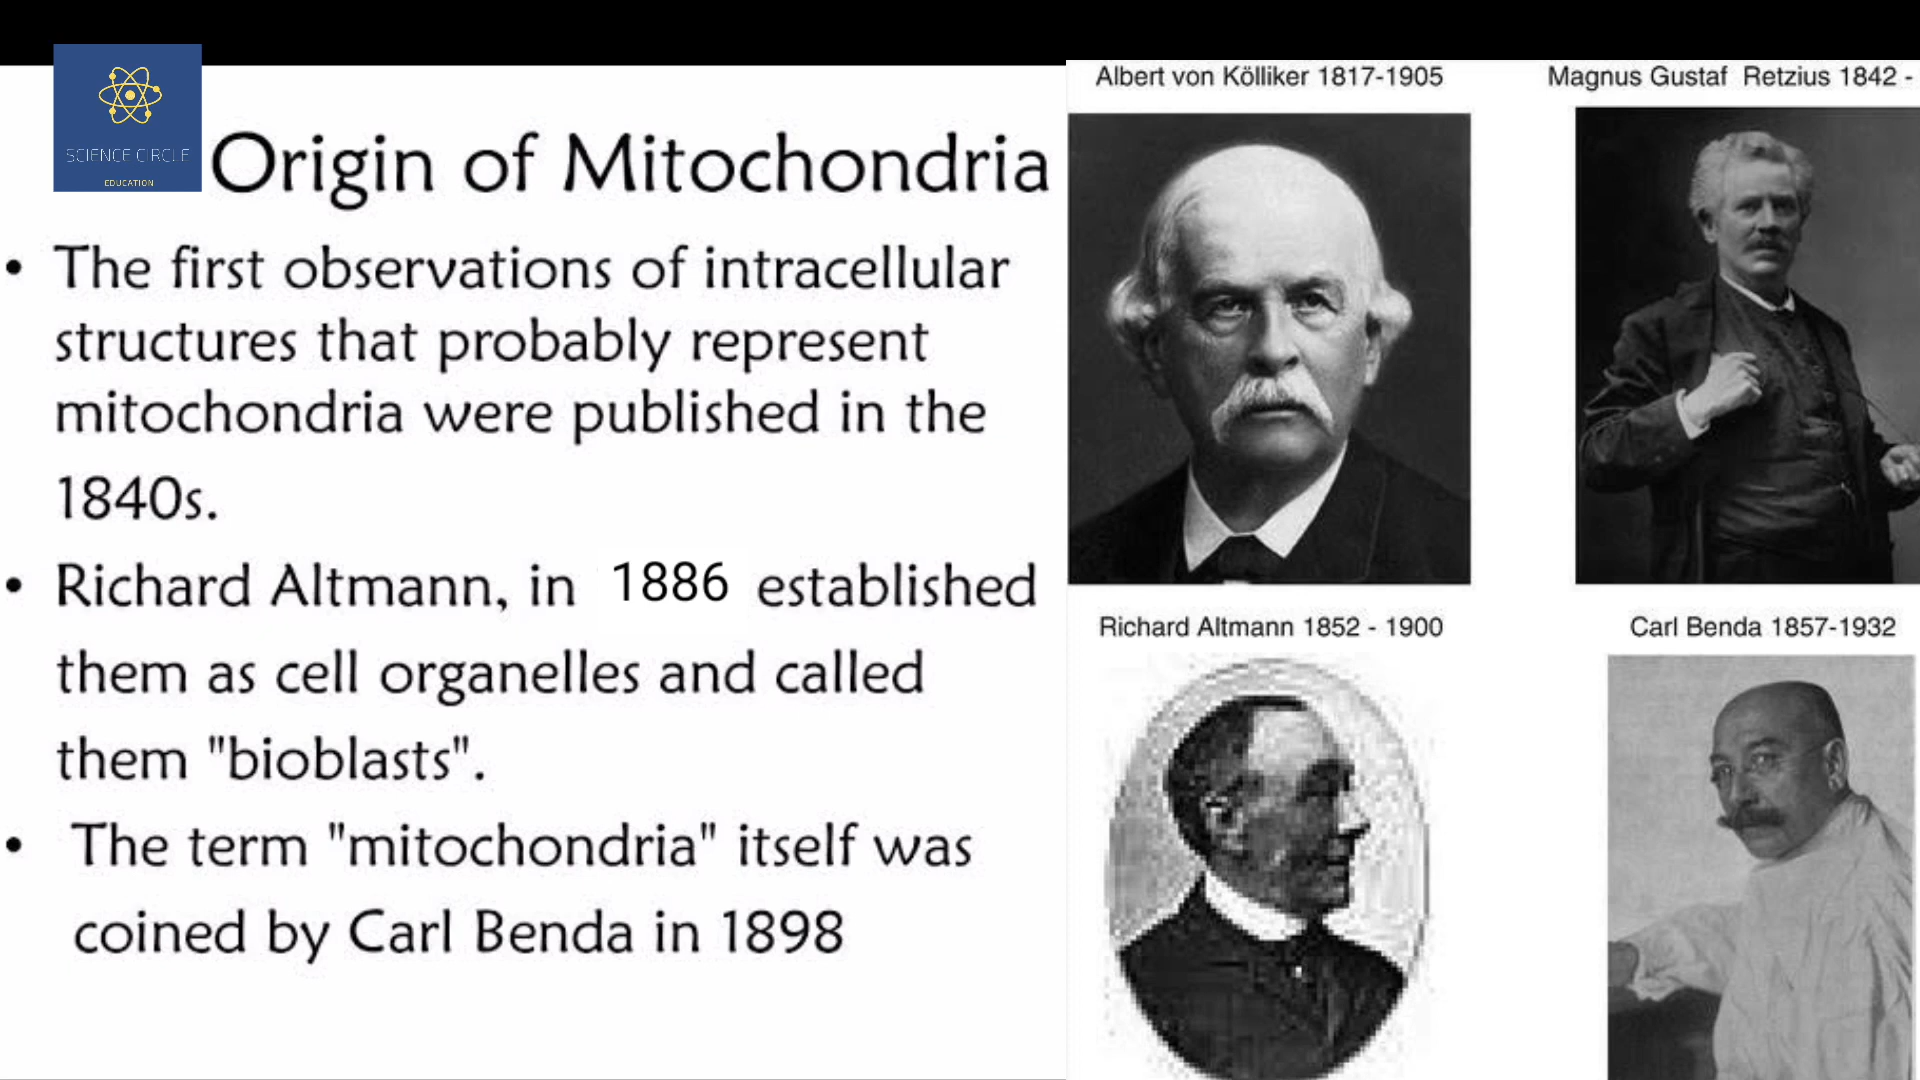 SCIENCE CIRCLE
EDUCATION
Origin of Mitochondria
• The first observations of intracellular
structures that probably represent
mitochondria were published in the
1840s.
• Richard Altmann, in 1886 established
them as cell organelles and called
them "bioblasts".
• The term "mitochondria" itself was
coined by Carl Benda in 1898
Albert von Kölliker 1817-1905
Magnus Gustaf Retzius 1842 -
Richard Altmann 1852 - 1900
Carl Benda 1857-1932